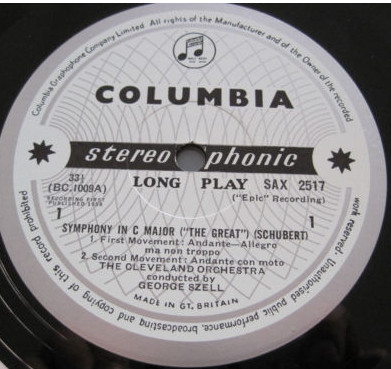 Columbia Graphophone Company Limited All rights of the Manufacturer and of the Owner of the recorded
work reserved. Unauthorised public performance, broadcasting and copying of this record prohibited
COLUMBIA
stereo phonic
33⅓ LONG PLAY SAX 2517
(BC.1009A) ("Epic" Recording)
RECORDING FIRST
PUBLISHED
1 1
SYMPHONY IN C MAJOR ("THE GREAT") (SCHUBERT)
1. First Movement: Andante—Allegro
ma non troppo
2. Second Movement: Andante con moto
THE CLEVELAND ORCHESTRA
conducted by
GEORGE SZELL
MADE IN GT. BRITAIN